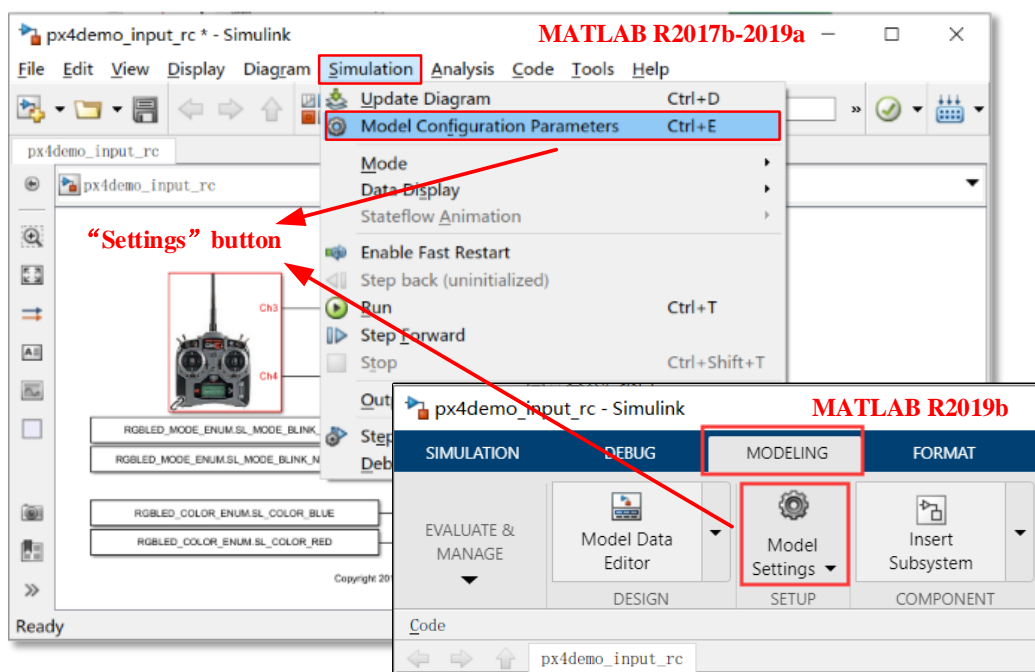 px4demo_input_rc * - Simulink
MATLAB R2017b-2019a
File Edit View Display Diagram Simulation Analysis Code Tools Help
Update Diagram Ctrl+D
Model Configuration Parameters Ctrl+E
px4demo_input_rc
px4demo_input_rc
Mode
Data Display
Stateflow Animation
“Settings” button
Enable Fast Restart
Step back (uninitialized)
Run Ctrl+T
Step Forward
Stop Ctrl+Shift+T
Ch3
Ch4
RGBLED_MODE_ENUM.SL_MODE_BLINK_
RGBLED_MODE_ENUM.SL_MODE_BLINK_N
RGBLED_COLOR_ENUM.SL_COLOR_BLUE
RGBLED_COLOR_ENUM.SL_COLOR_RED
Copyright 201
Ready
px4demo_input_rc - Simulink
MATLAB R2019b
SIMULATION DEBUG MODELING FORMAT
EVALUATE &
MANAGE
Model Data
Editor
Model
Settings
Insert
Subsystem
DESIGN SETUP COMPONENT
Code
px4demo_input_rc